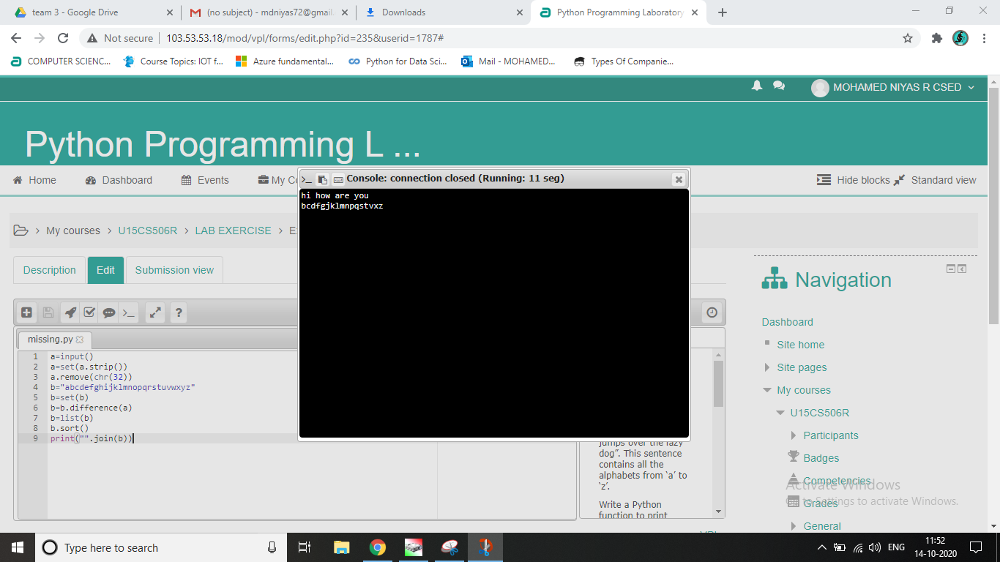 team 3 - Google Drive
(no subject) - mdniyas72@gmail.
Downloads
Python Programming Laboratory
Not secure
103.53.53.18/mod/vpl/forms/edit.php?id=235&userid=1787#
COMPUTER SCIENC...
Course Topics: IOT f...
Azure fundamental...
Python for Data Sci...
Mail - MOHAMED...
Types Of Companie...
MOHAMED NIYAS R CSED
Python Programming L ...
Home
Dashboard
Events
My Co
Hide blocks
Standard view
Console: connection closed (Running: 11 seg)
hi how are you
bcdfgjklmnpqstvxz
My courses
U15CS506R
LAB EXERCISE
Description
Edit
Submission view
missing.py
1 a=input()
2 a=set(a.strip())
3 a.remove(chr(32))
4 b="abcdefghijklmnopqrstuvwxyz"
5 b=set(b)
6 b=b.difference(a)
7 b=list(b)
8 b.sort()
9 print("".join(b))
jumps over the lazy
dog”. This sentence
contains all the
alphabets from ‘a’ to
‘z’.
Write a Python
function to print
VPL
Navigation
Dashboard
Site home
Site pages
My courses
U15CS506R
Participants
Badges
Competencies
Grades
General
Activate Windows
Go to Settings to activate Windows.
Type here to search
ENG
11:52
14-10-2020